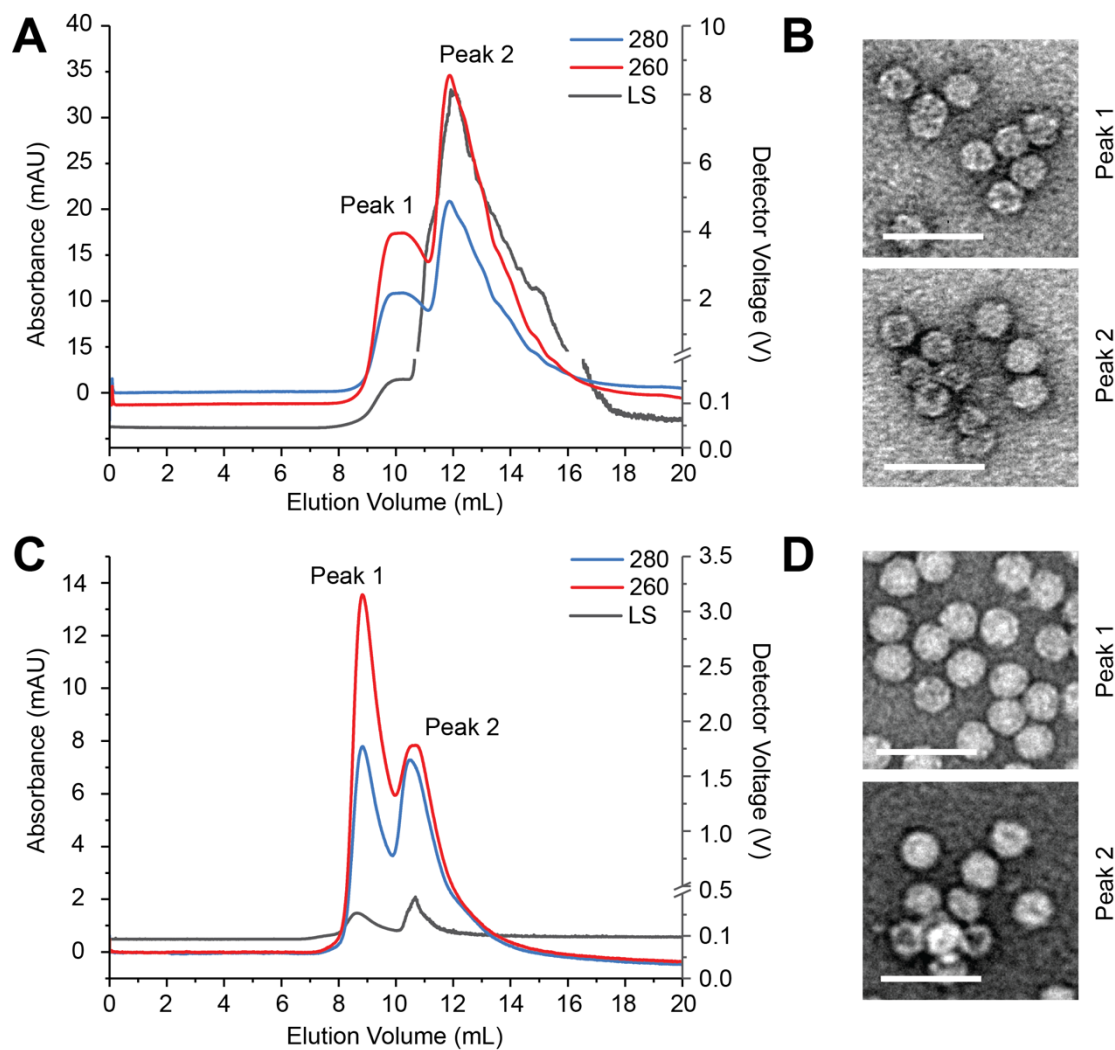 A
40
35
30
25
20
15
10
15
0
Absorbance (mAU)
Peak 1
Peak 2
280
260
LS
10
8
6
4
2
0.1
0.0
Detector Voltage (V)
0 2 4 6 8 10 12 14 16 18 20
Elution Volume (mL)
B
Peak 1
Peak 2
C
14
12
10
8
6
4
2
0
Absorbance (mAU)
Peak 1
Peak 2
280
260
LS
3.5
3.0
2.5
2.0
1.5
1.0
0.5
0.1
0.0
Detector Voltage (V)
0 2 4 6 8 10 12 14 16 18 20
Elution Volume (mL)
D
Peak 1
Peak 2